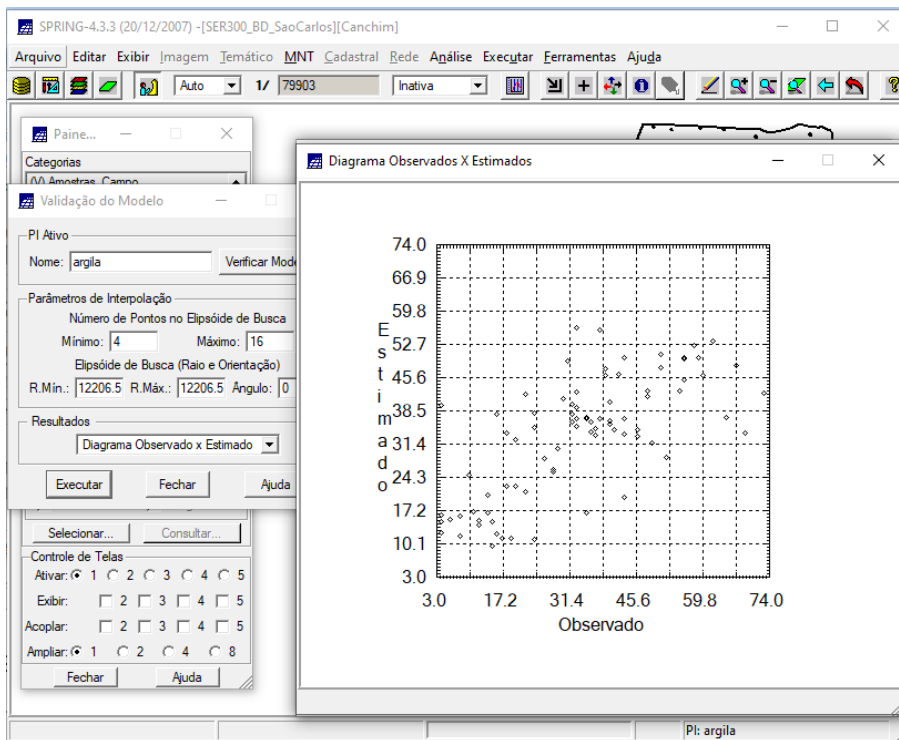 SPRING-4.3.3 (20/12/2007) -[SER300_BD_SaoCarlos][Canchim]
Arquivo Editar Exibir Imagem Temático MNT Cadastral Rede Análise Executar Ferramentas Ajuda
Auto 1/ 79903 Inativa
Paine...
Categorias
(V) Amostras_Campo
Validação do Modelo
PI Ativo
Nome: argila Verificar
Parâmetros de Interpolação
Número de Pontos no Elipsóide de Busca
Mínimo: 4 Máximo: 16
Elipsóide de Busca (Raio e Orientação)
R.Mín.: 12206.5 R.Máx.: 12206.5 Ângulo: 0
Resultados
Diagrama Observado x Estimado
Executar Fechar Ajuda
Selecionar... Consultar...
Controle de Telas
Ativar: 1 2 3 4 5
Exibir: 2 3 4 5
Acoplar: 2 3 4 5
Ampliar: 1 2 4 8
Fechar Ajuda
Diagrama Observados X Estimados
74.0
66.9
59.8
52.7
45.6
38.5
31.4
24.3
17.2
10.1
3.0
Estimado
3.0 17.2 31.4 45.6 59.8 74.0
Observado
PI: argila